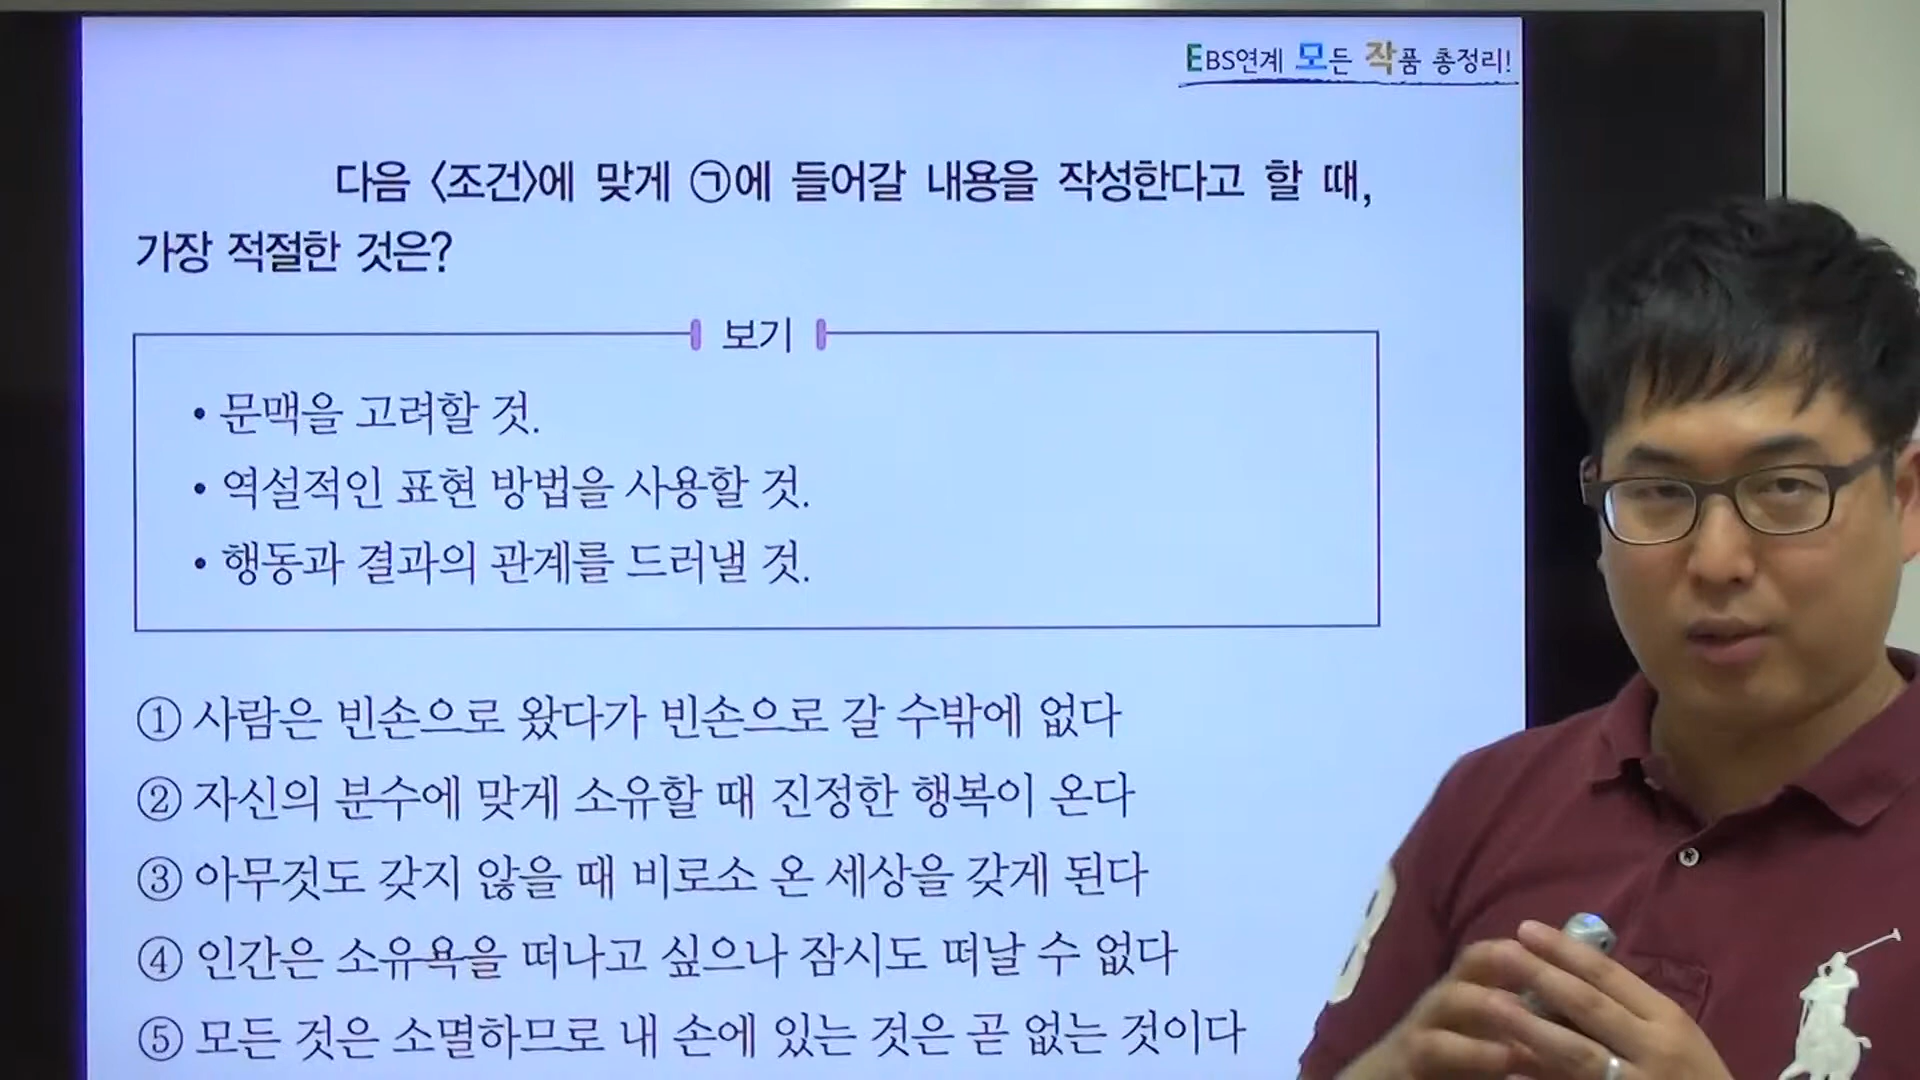 EBS연계 모든 작품 총정리!
다음 〈조건〉에 맞게 ㉠에 들어갈 내용을 작성한다고 할 때,
가장 적절한 것은?
보기
• 문맥을 고려할 것.
• 역설적인 표현 방법을 사용할 것.
• 행동과 결과의 관계를 드러낼 것.
① 사람은 빈손으로 왔다가 빈손으로 갈 수밖에 없다
② 자신의 분수에 맞게 소유할 때 진정한 행복이 온다
③ 아무것도 갖지 않을 때 비로소 온 세상을 갖게 된다
④ 인간은 소유욕을 떠나고 싶으나 잠시도 떠날 수 없다
⑤ 모든 것은 소멸하므로 내 손에 있는 것은 곧 없는 것이다